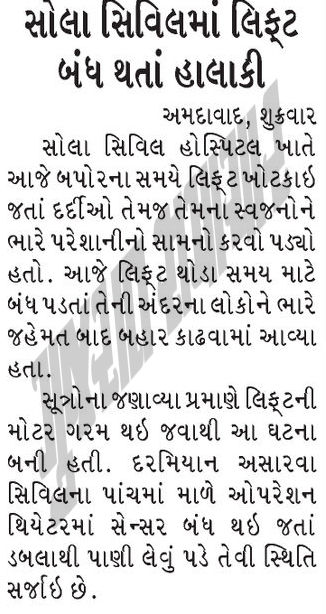 સોલા સિવિલમાં લિફ્ટ
બંધ થતાં હાલાકી
અમદાવાદ, શુક્રવાર
સોલા સિવિલ હોસ્પિટલ ખાતે
આજે બપોરના સમયે લિફ્ટ ખોટકાઇ
જતાં દર્દીઓ તેમજ તેમના સ્વજનોને
ભારે પરેશાનીનો સામનો કરવો પડ્યો
હતો. આજે લિફ્ટ થોડા સમય માટે
બંધ પડતાં તેની અંદરના લોકોને ભારે
જહેમત બાદ બહાર કાઢવામાં આવ્યા
હતા.
સૂત્રોના જણાવ્યા પ્રમાણે લિફ્ટની
મોટર ગરમ થઇ જવાથી આ ઘટના
બની હતી. દરમિયાન અસારવા
સિવિલના પાંચમાં માળે ઓપરેશન
થિયેટરમાં સેન્સર બંધ થઇ જતાં
ડબલાથી પાણી લેવું પડે તેવી સ્થિતિ
સર્જાઇ છે.